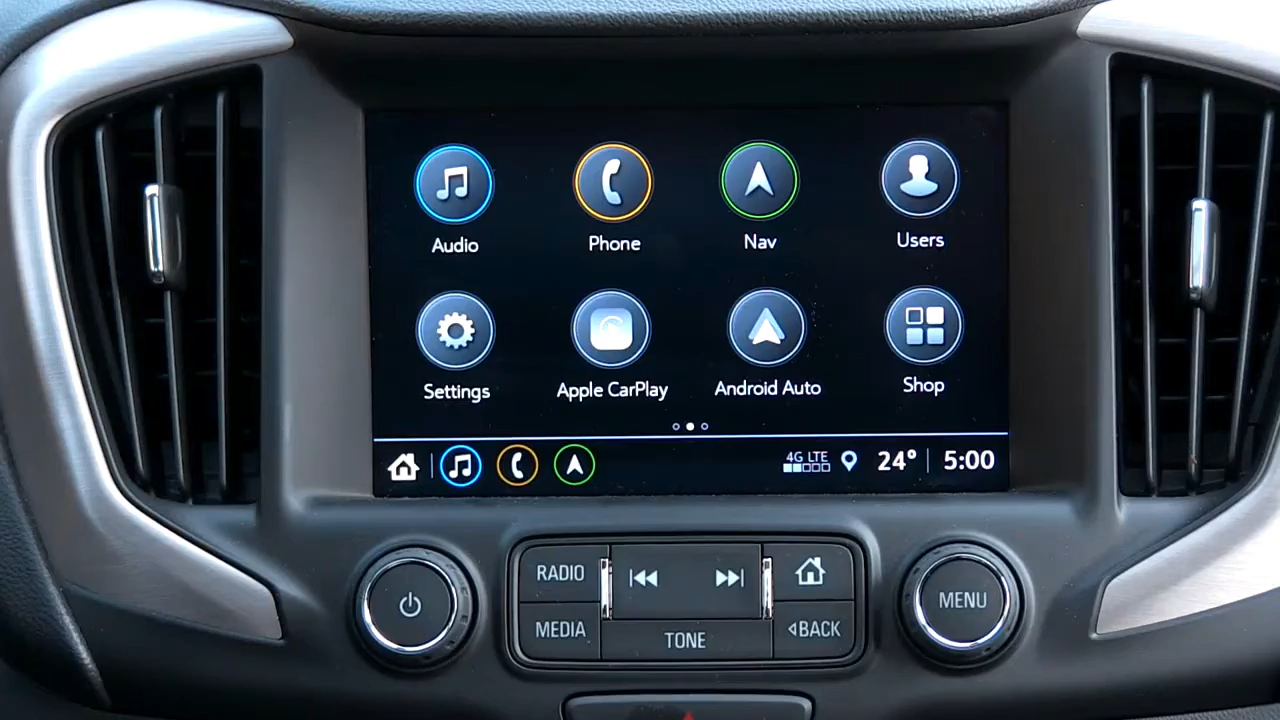 Audio Phone Nav Users
Settings Apple CarPlay Android Auto Shop
4G LTE 24° 5:00
RADIO
MENU
MEDIA TONE BACK